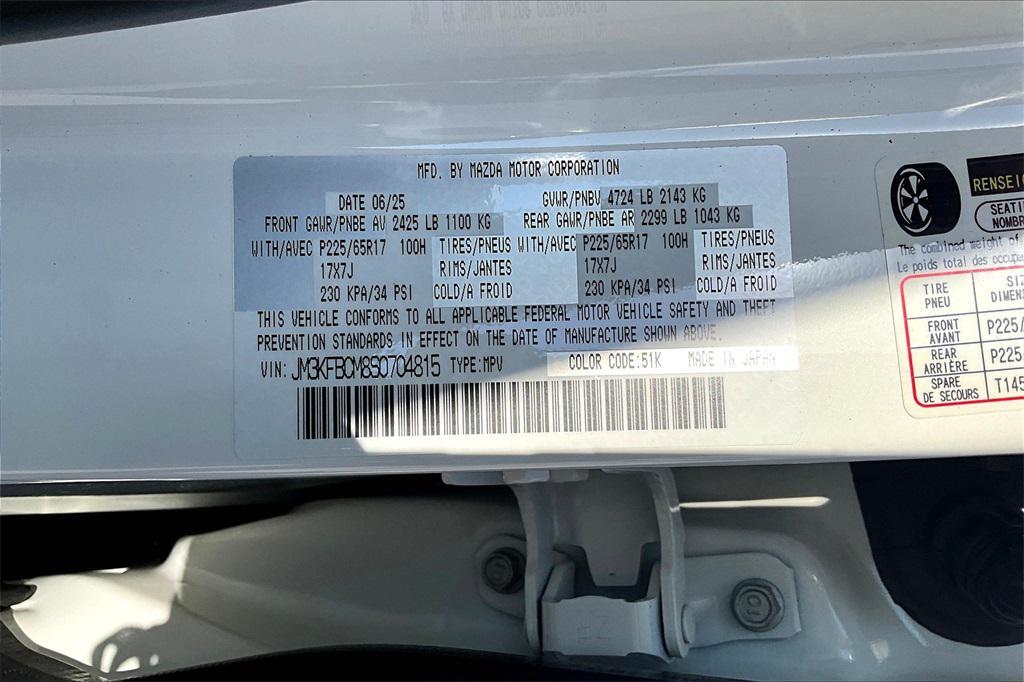 MFD. BY MAZDA MOTOR CORPORATION
DATE 06/25 GVWR/PNBV 4724 LB 2143 KG
FRONT GAWR/PNBE AV 2425 LB 1100 KG REAR GAWR/PNBE AR 2299 LB 1043 KG
WITH/AVEC P225/65R17 100H TIRES/PNEUS WITH/AVEC P225/65R17 100H TIRES/PNEUS
17X7J RIMS/JANTES 17X7J RIMS/JANTES
230 KPA/34 PSI COLD/A FROID 230 KPA/34 PSI COLD/A FROID
THIS VEHICLE CONFORMS TO ALL APPLICABLE FEDERAL MOTOR VEHICLE SAFETY AND THEFT
PREVENTION STANDARDS IN EFFECT ON THE DATE OF MANUFACTURE SHOWN ABOVE.
VIN: JM3KFBCM8S0704815 TYPE:MPV COLOR CODE:51K MADE IN JAPAN
RENSEI
SEATI
NOMBR
The combined weight of
Le poids total des occupa
TIRE SIZ
PNEU DIMENS
FRONT P225/
AVANT
REAR P225
ARRIÈRE
SPARE T145
DE SECOURS
10